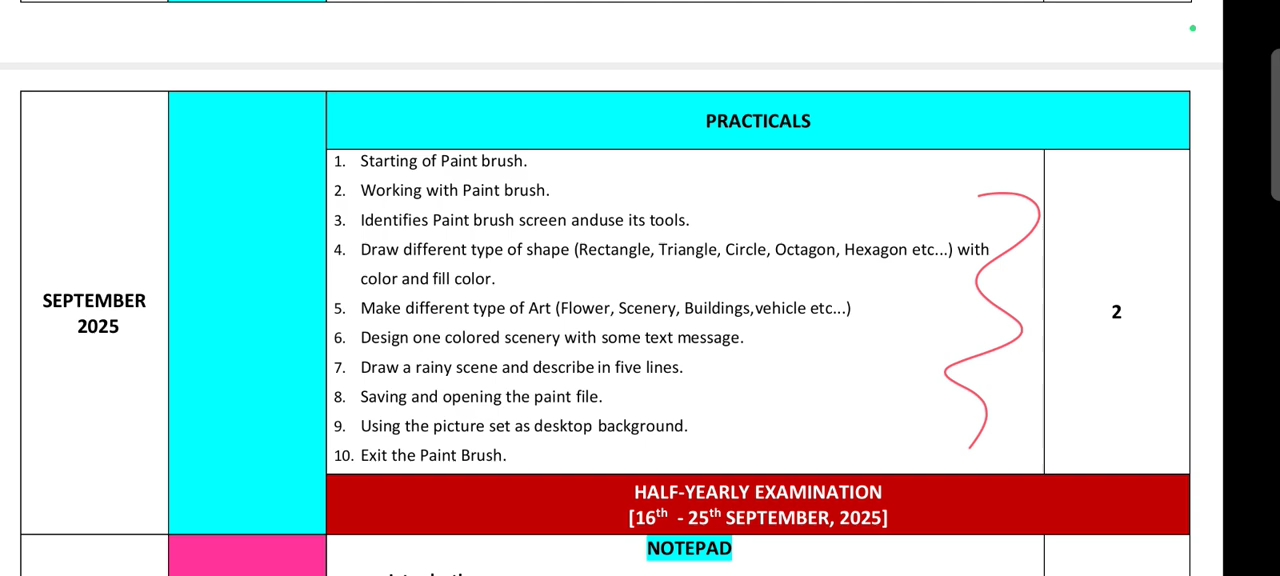 PRACTICALS
SEPTEMBER
2025
1. Starting of Paint brush.
2. Working with Paint brush.
3. Identifies Paint brush screen anduse its tools.
4. Draw different type of shape (Rectangle, Triangle, Circle, Octagon, Hexagon etc...) with
color and fill color.
5. Make different type of Art (Flower, Scenery, Buildings,vehicle etc...)
6. Design one colored scenery with some text message.
7. Draw a rainy scene and describe in five lines.
8. Saving and opening the paint file.
9. Using the picture set as desktop background.
10. Exit the Paint Brush.
2
HALF-YEARLY EXAMINATION
[16th - 25th SEPTEMBER, 2025]
NOTEPAD